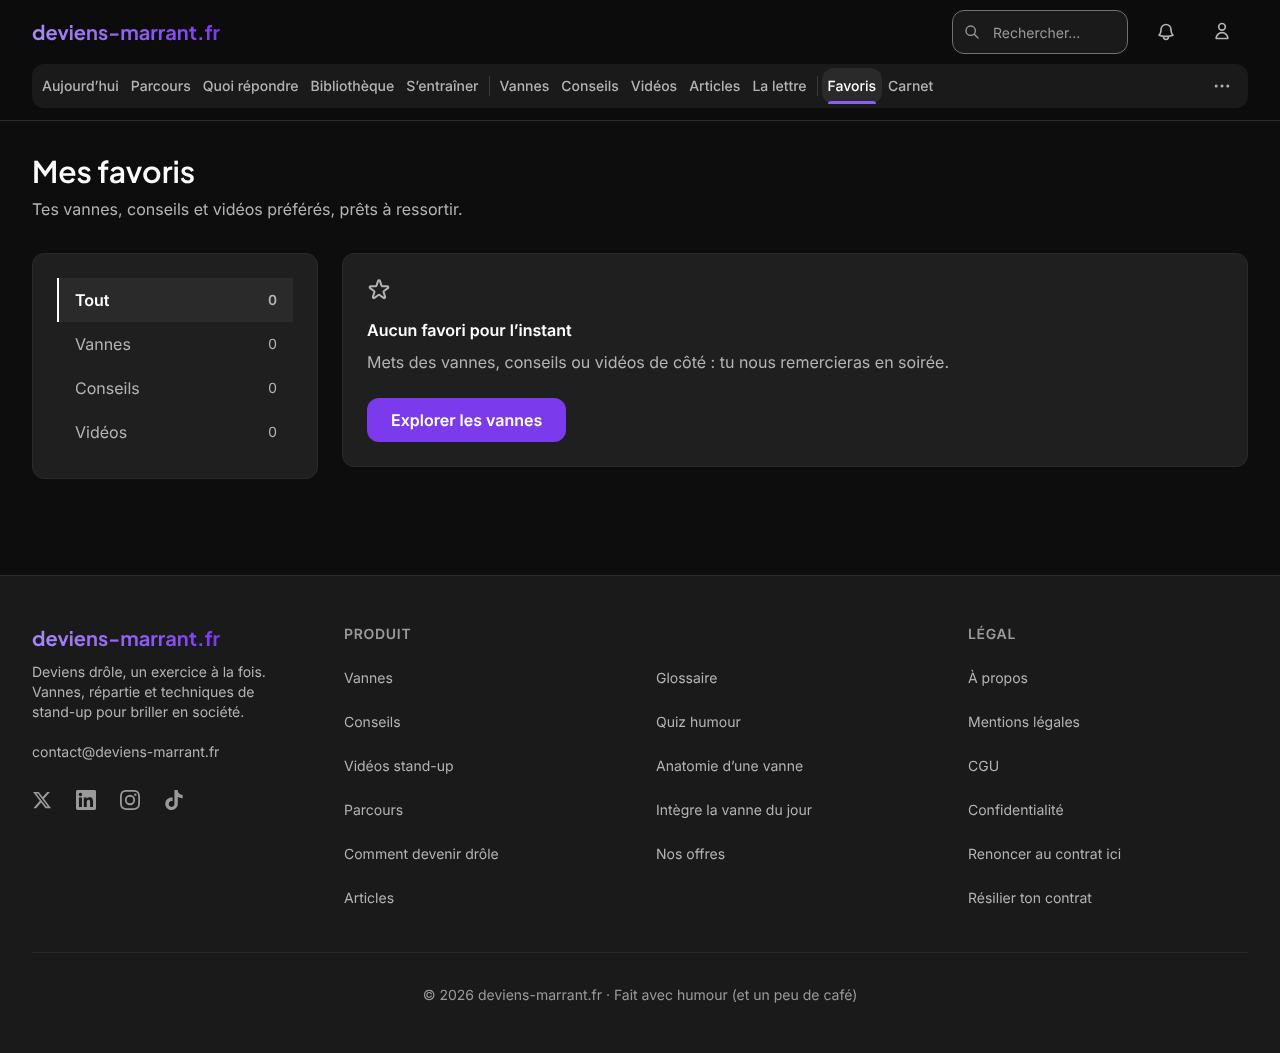 deviens-marrant.fr
Rechercher...
Aujourd’hui Parcours Quoi répondre Bibliothèque S’entraîner Vannes Conseils Vidéos Articles La lettre Favoris Carnet
Mes favoris
Tes vannes, conseils et vidéos préférés, prêts à ressortir.
Tout 0
Vannes 0
Conseils 0
Vidéos 0
Aucun favori pour l’instant
Mets des vannes, conseils ou vidéos de côté : tu nous remercieras en soirée.
Explorer les vannes
deviens-marrant.fr
Deviens drôle, un exercice à la fois.
Vannes, répartie et techniques de
stand-up pour briller en société.
contact@deviens-marrant.fr
PRODUIT
Vannes
Conseils
Vidéos stand-up
Parcours
Comment devenir drôle
Articles
Glossaire
Quiz humour
Anatomie d’une vanne
Intègre la vanne du jour
Nos offres
LÉGAL
À propos
Mentions légales
CGU
Confidentialité
Renoncer au contrat ici
Résilier ton contrat
© 2026 deviens-marrant.fr · Fait avec humour (et un peu de café)